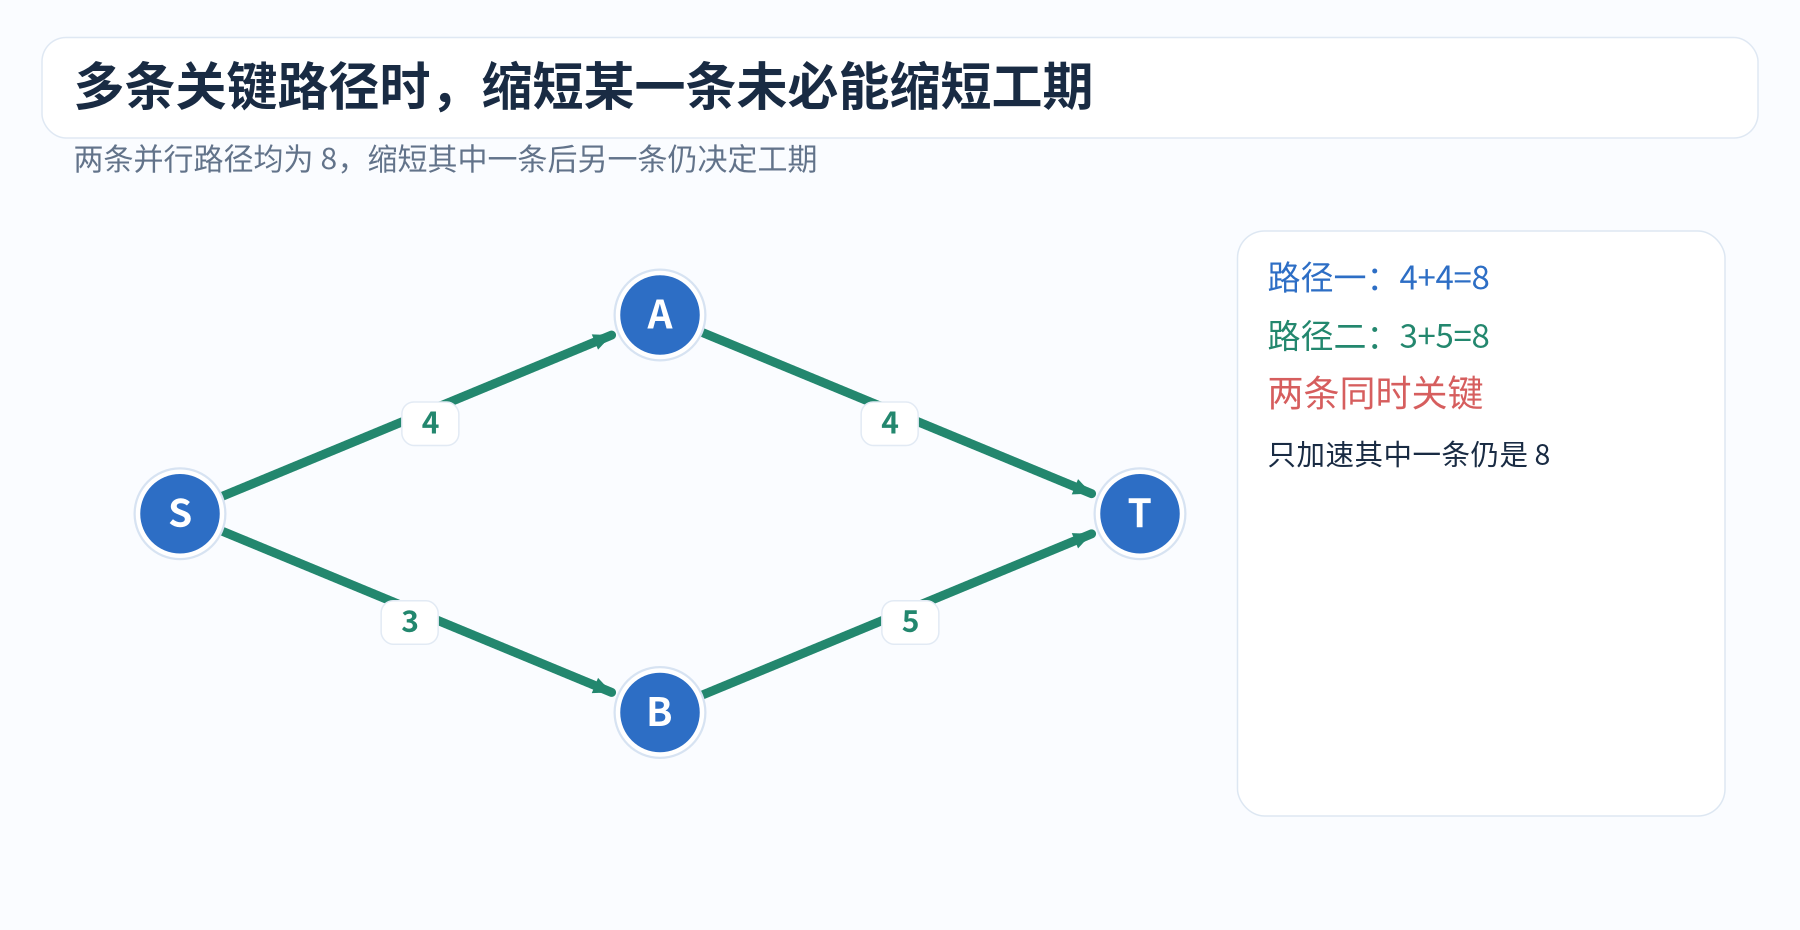 多条关键路径时，缩短某一条未必能缩短工期
两条并行路径均为 8，缩短其中一条后另一条仍决定工期
路径一：4+4=8
路径二：3+5=8
两条同时关键
只加速其中一条仍是 8
A
4
4
S
T
3
5
B